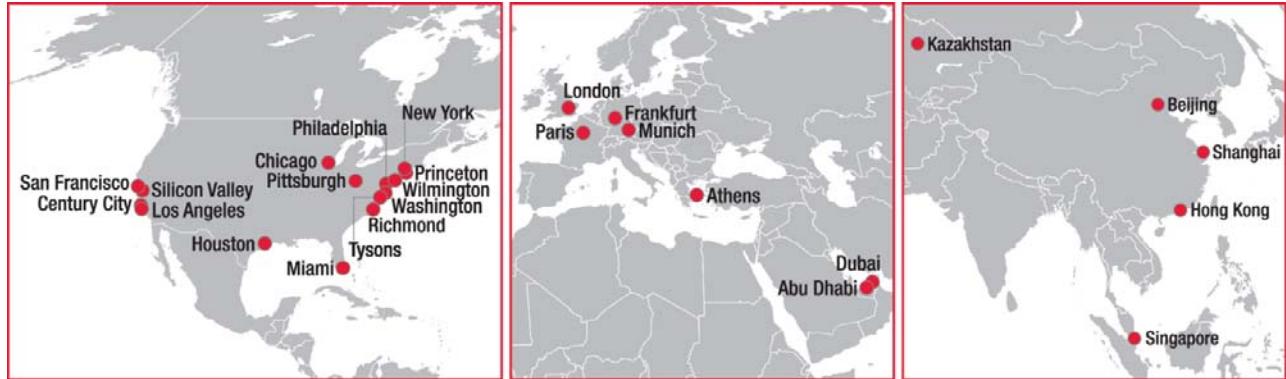 New York
Philadelphia
Chicago
Pittsburgh
Princeton
Wilmington
Washington
Richmond
San Francisco
Silicon Valley
Century City
Los Angeles
Houston
Tysons
Miami
London
Frankfurt
Paris
Munich
Athens
Dubai
Abu Dhabi
Kazakhstan
Beijing
Shanghai
Hong Kong
Singapore